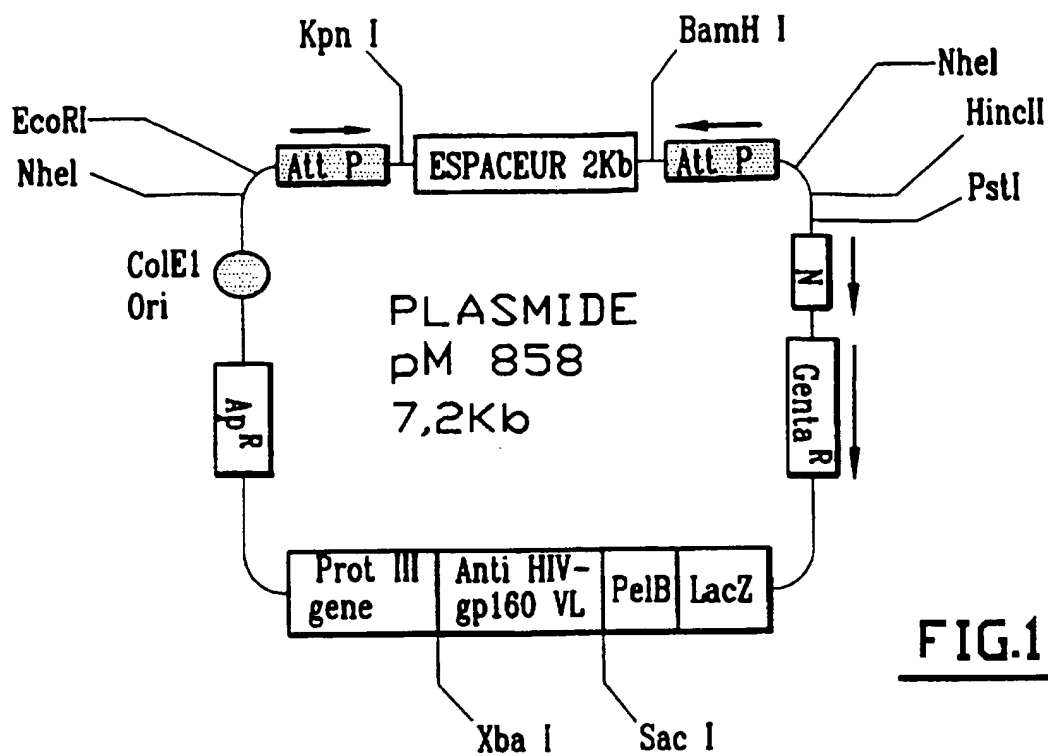 Kpn I
BamH I
NheI
HincII
PstI
EcoRI
NheI
Att P
ESPACEUR 2Kb
Att P
ColE1
Ori
N
PLASMIDE
pM 858
7,2Kb
Ap R
Genta R
Prot III
gene
Anti HIV-
gp160 VL
PelB
LacZ
Xba I
Sac I
FIG.1